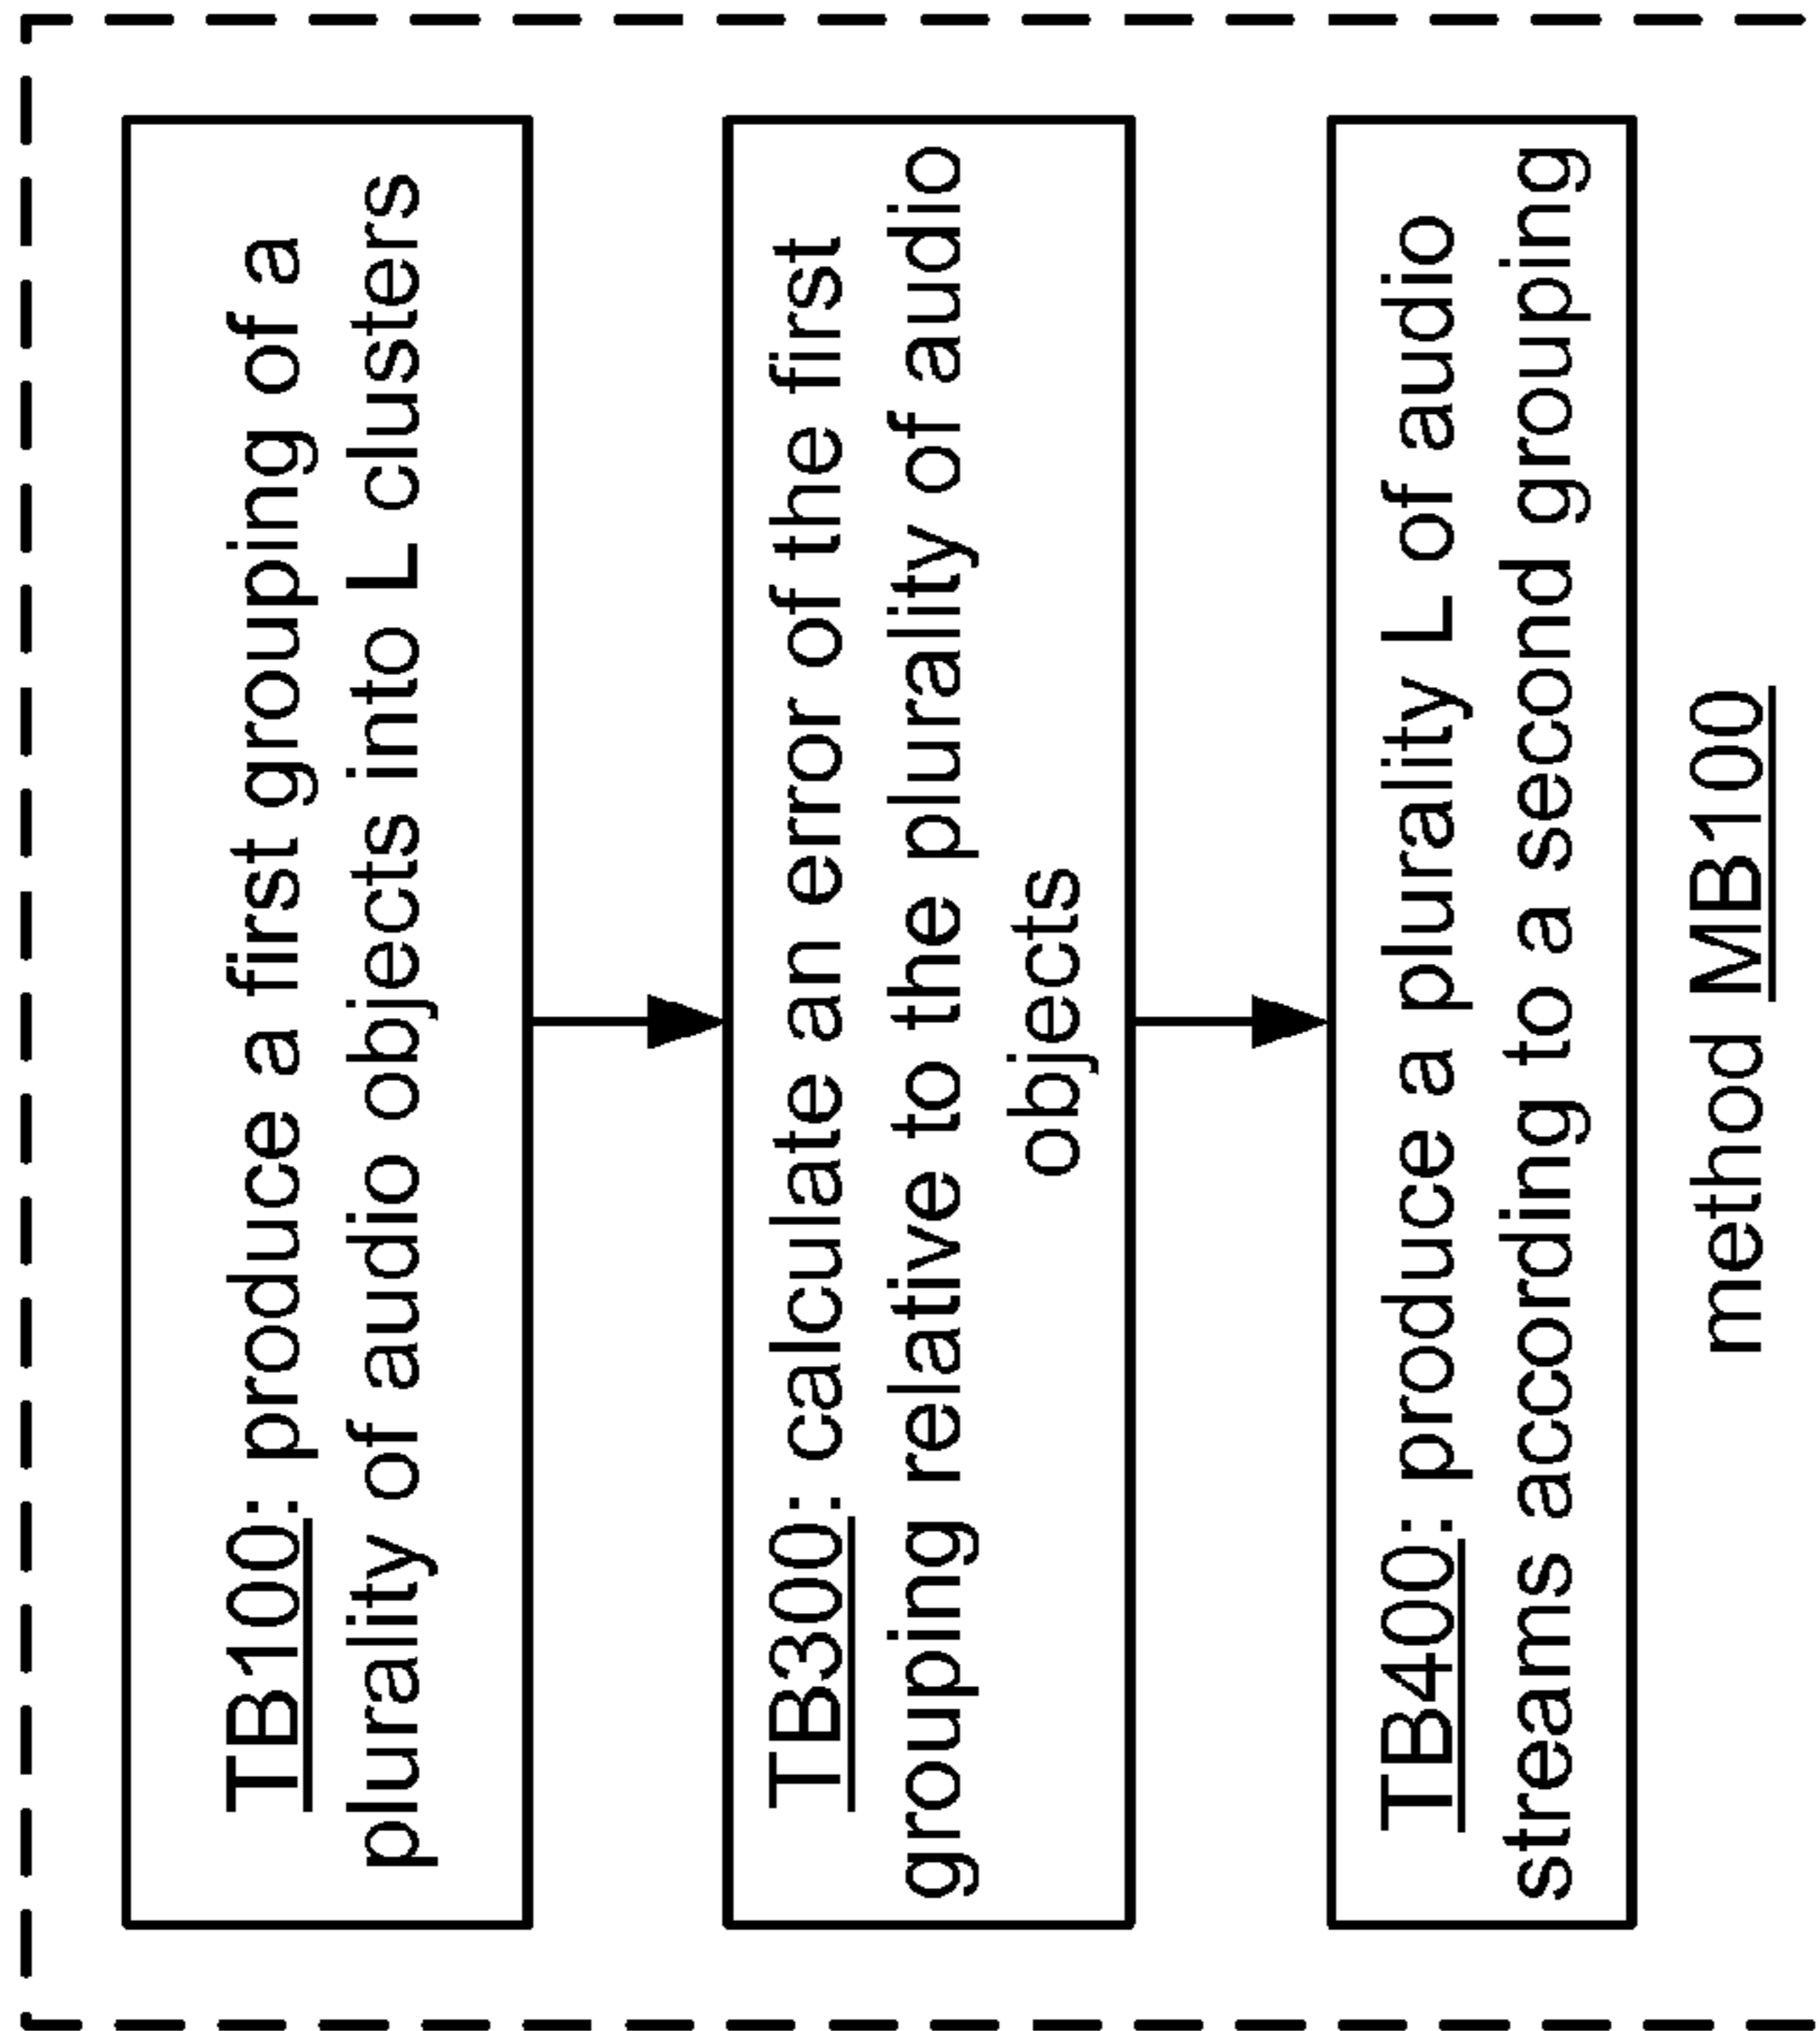 TB100: produce a first grouping of a
plurality of audio objects into L clusters
TB300: calculate an error of the first
grouping relative to the plurality of audio
objects
TB400: produce a plurality L of audio
streams according to a second grouping
method MB100